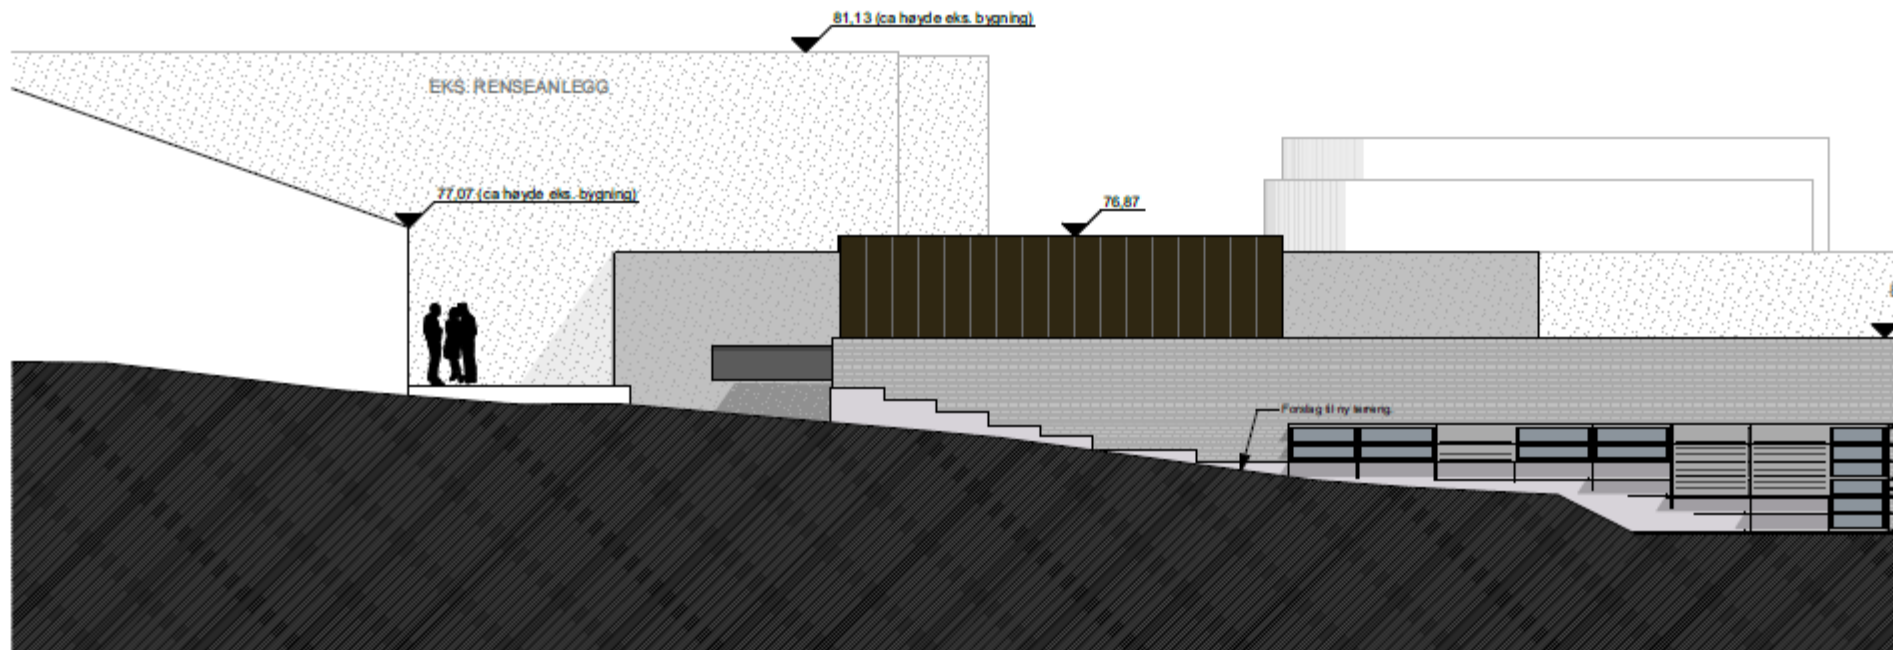 81,13 (ca høyde eks. bygning)
EKS. RENSEANLEGG
77,07 (ca høyde eks. bygning)
76,87
Forslag til ny terreng.